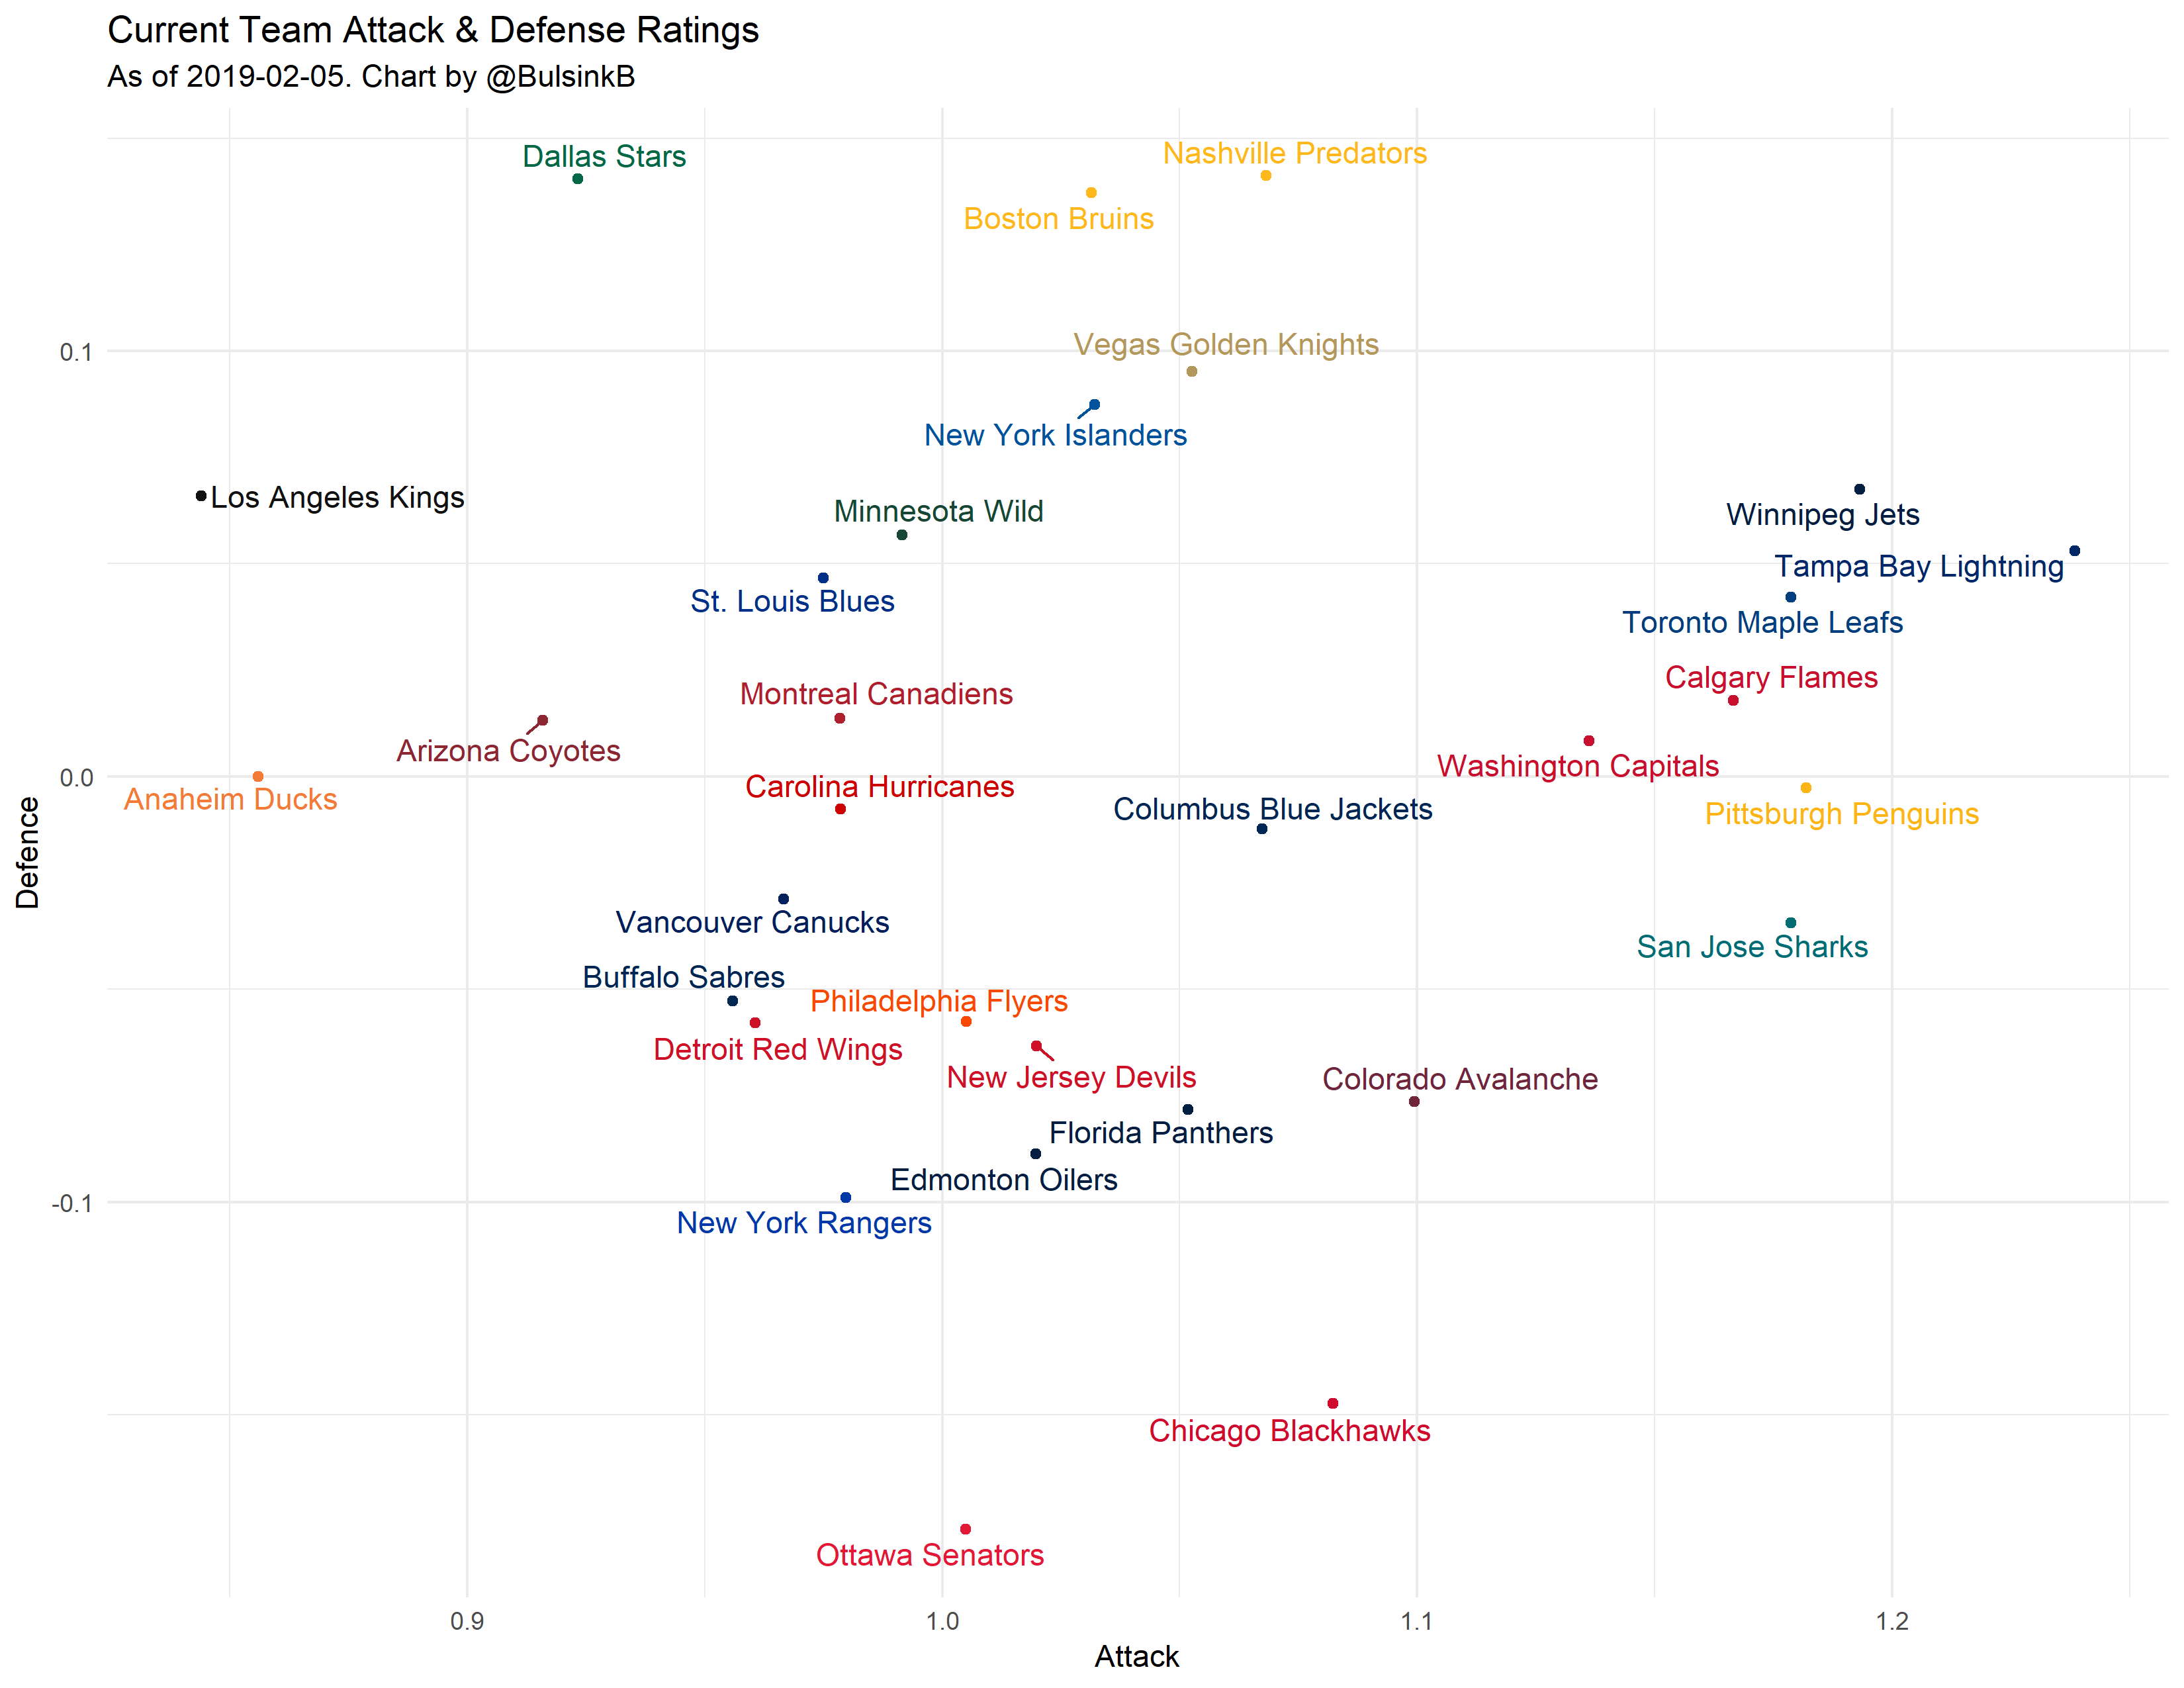 Current Team Attack & Defense Ratings
As of 2019-02-05. Chart by @BulsinkB
Dallas Stars
Nashville Predators
Boston Bruins
Vegas Golden Knights
0.1
New York Islanders
Los Angeles Kings
Minnesota Wild
Winnipeg Jets
Tampa Bay Lightning
St. Louis Blues
Toronto Maple Leafs
Calgary Flames
Montreal Canadiens
Arizona Coyotes
Washington Capitals
0.0
Carolina Hurricanes
Anaheim Ducks
Columbus Blue Jackets
Pittsburgh Penguins
Defence
Vancouver Canucks
San Jose Sharks
Buffalo Sabres
Philadelphia Flyers
Detroit Red Wings
New Jersey Devils
Colorado Avalanche
Florida Panthers
Edmonton Oilers
-0.1
New York Rangers
Chicago Blackhawks
Ottawa Senators
0.9
1.0
1.1
1.2
Attack